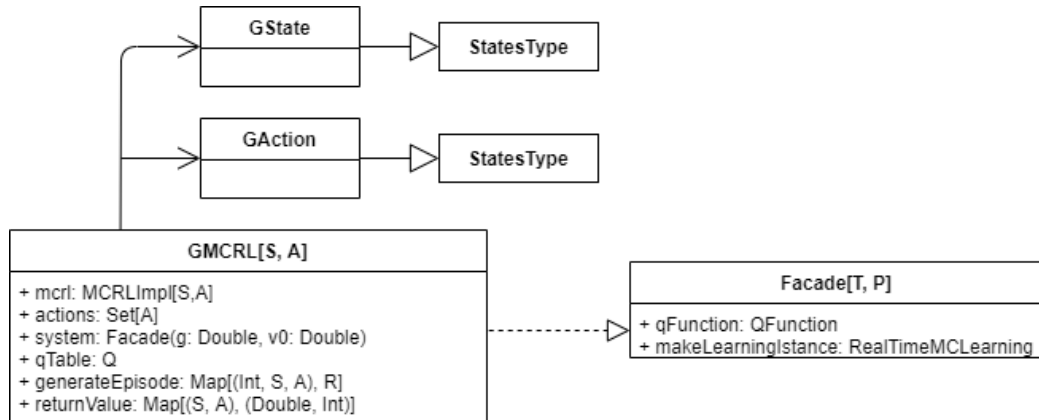 GState
StatesType
GAction
StatesType
GMCRL[S, A]
+ mcrl: MCRLImpl[S,A]
+ actions: Set[A]
+ system: Facade(g: Double, v0: Double)
+ qTable: Q
+ generateEpisode: Map[(Int, S, A), R]
+ returnValue: Map[(S, A), (Double, Int)]
Facade[T, P]
+ qFunction: QFunction
+ makeLearningIstance: RealTimeMCLearning